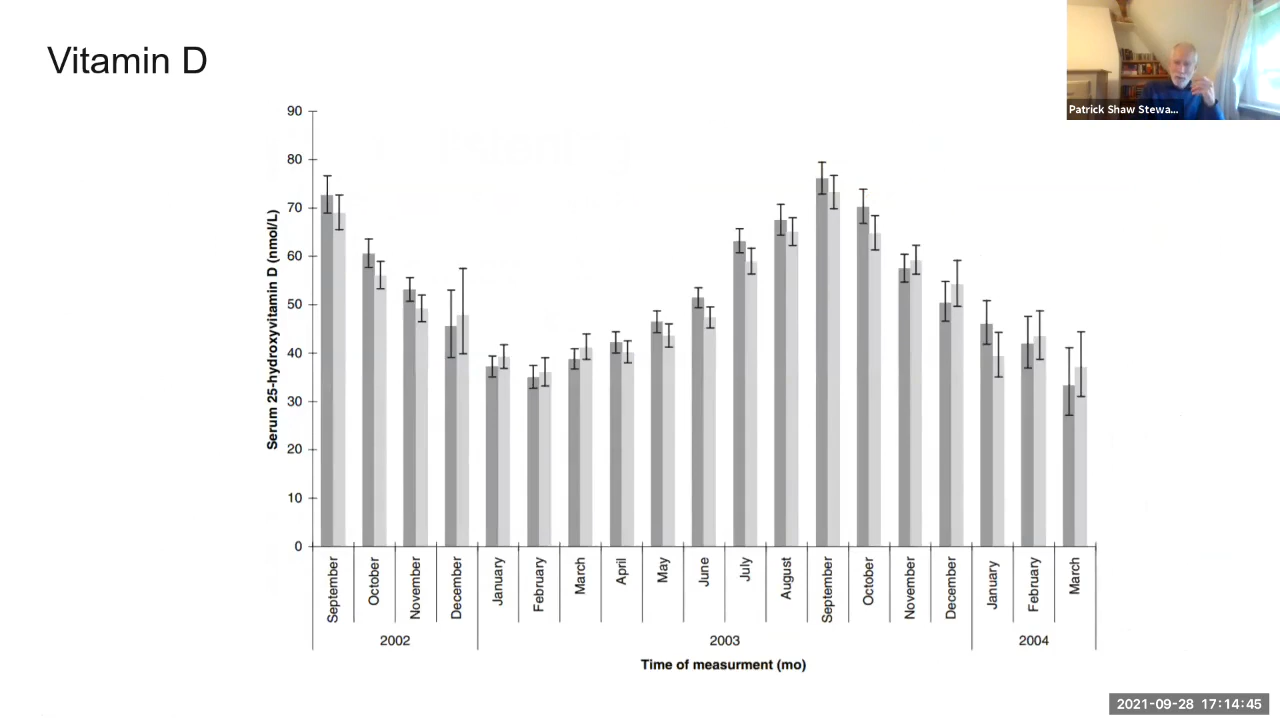 Vitamin D
Patrick Shaw Stewa...
90
80
70
60
50
40
30
20
10
0
Serum 25-hydroxyvitamin D (nmol/L)
September
October
November
December
January
February
March
April
May
June
July
August
September
October
November
December
January
February
March
2002
2003
2004
Time of measurment (mo)
2021-09-28 17:14:45